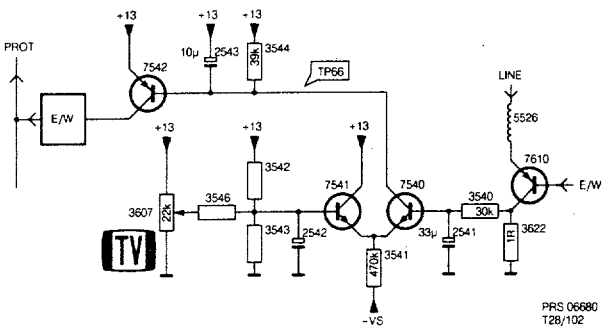 +13
+13
+13
PROT
7542
10µ
2543
39k
3544
TP66
LINE
E/W
5526
+13
+13
+13
7610
3542
7541
7540
3540
E/W
3546
30k
3607
22k
3622
1R
TV
3543
2542
33µ
2541
3541
470k
-VS
PRS 06680
T28/102